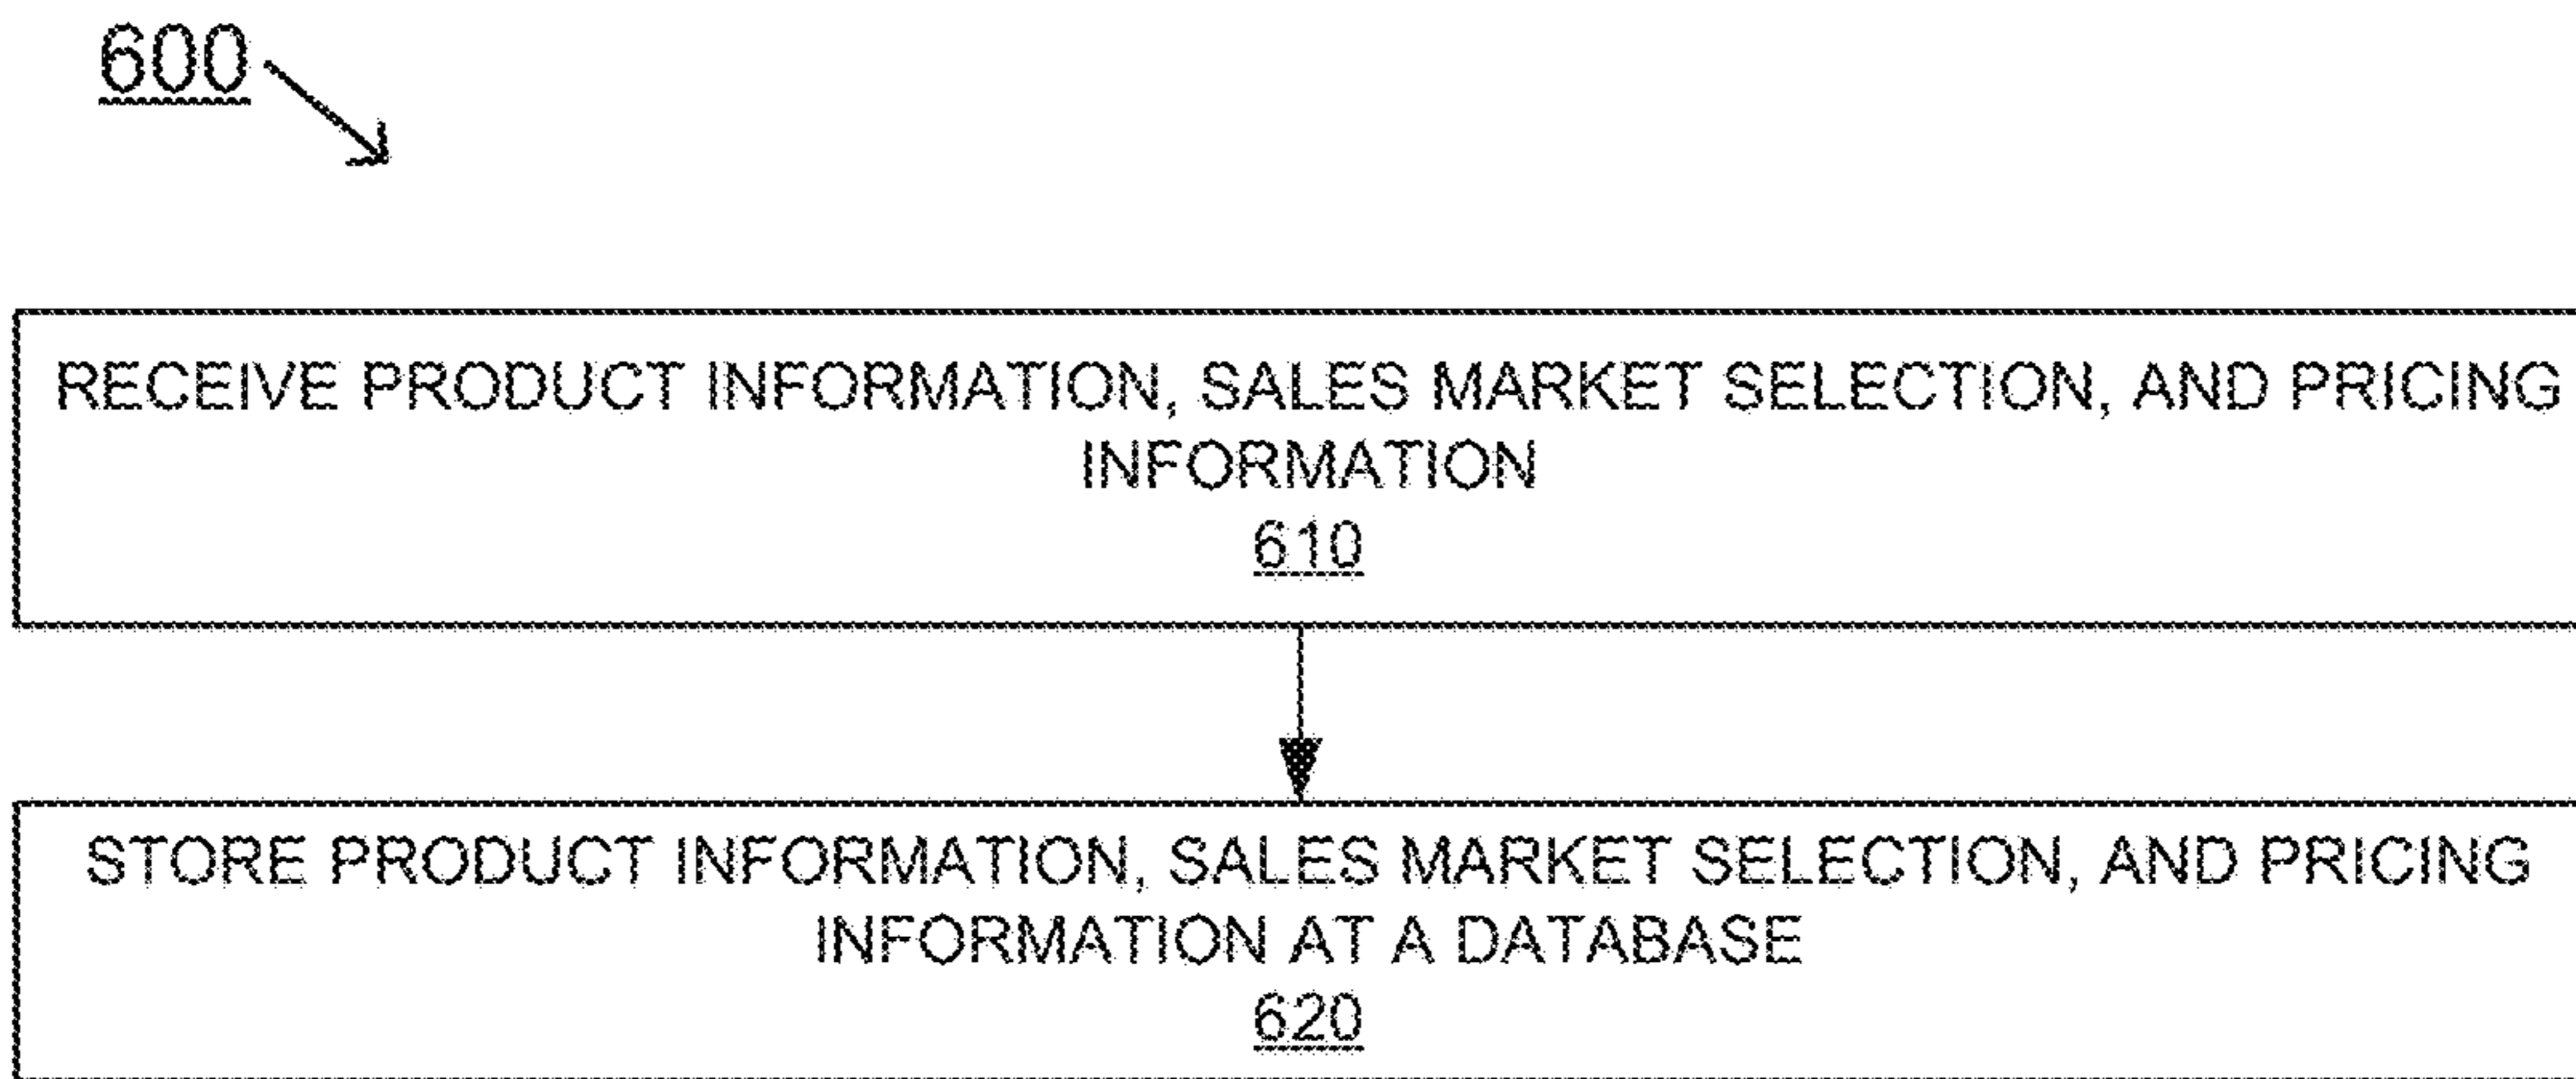 600
RECEIVE PRODUCT INFORMATION, SALES MARKET SELECTION, AND PRICING
INFORMATION
610
STORE PRODUCT INFORMATION, SALES MARKET SELECTION, AND PRICING
INFORMATION AT A DATABASE
620